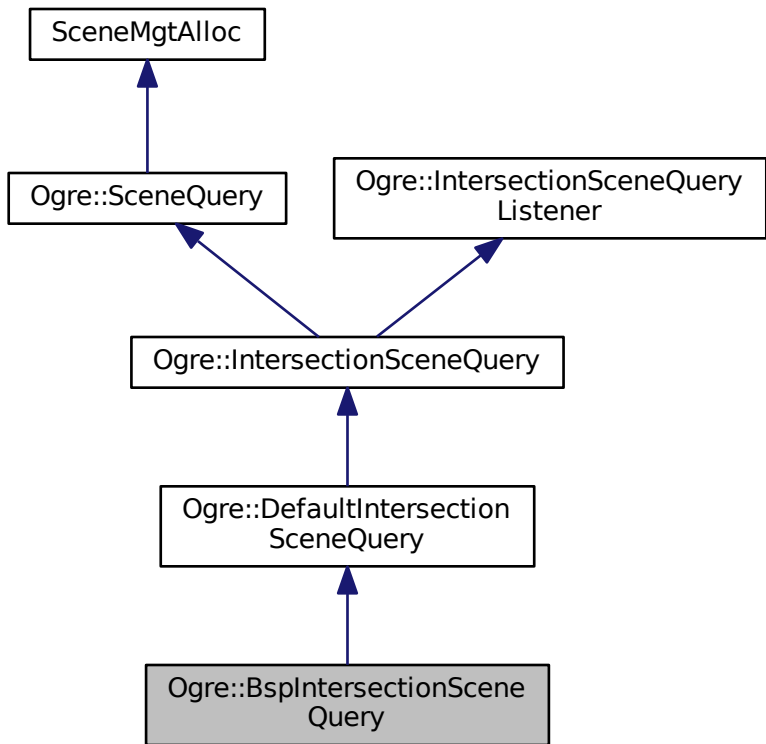 SceneMgtAlloc
Ogre::SceneQuery
Ogre::IntersectionSceneQuery
Listener
Ogre::IntersectionSceneQuery
Ogre::DefaultIntersection
SceneQuery
Ogre::BspIntersectionScene
Query